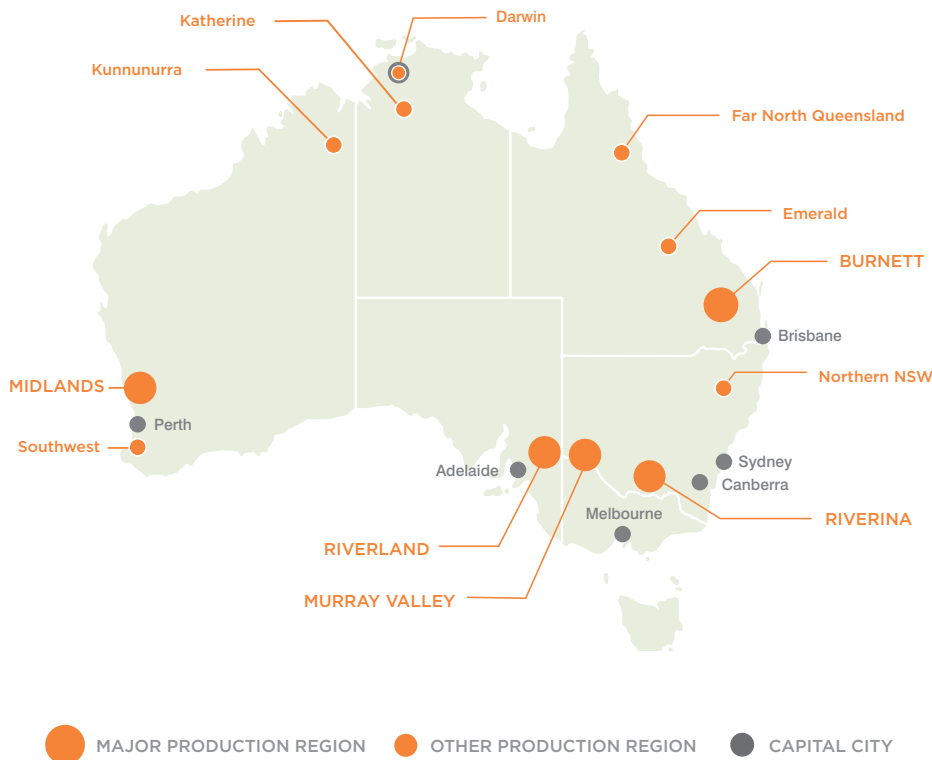 Darwin
Katherine
Kunnunurra
Far North Queensland
Emerald
BURNETT
Brisbane
Northern NSW
MIDLANDS
Perth
Southwest
Sydney
Adelaide
Canberra
Melbourne
RIVERINA
RIVERLAND
MURRAY VALLEY
MAJOR PRODUCTION REGION
OTHER PRODUCTION REGION
CAPITAL CITY